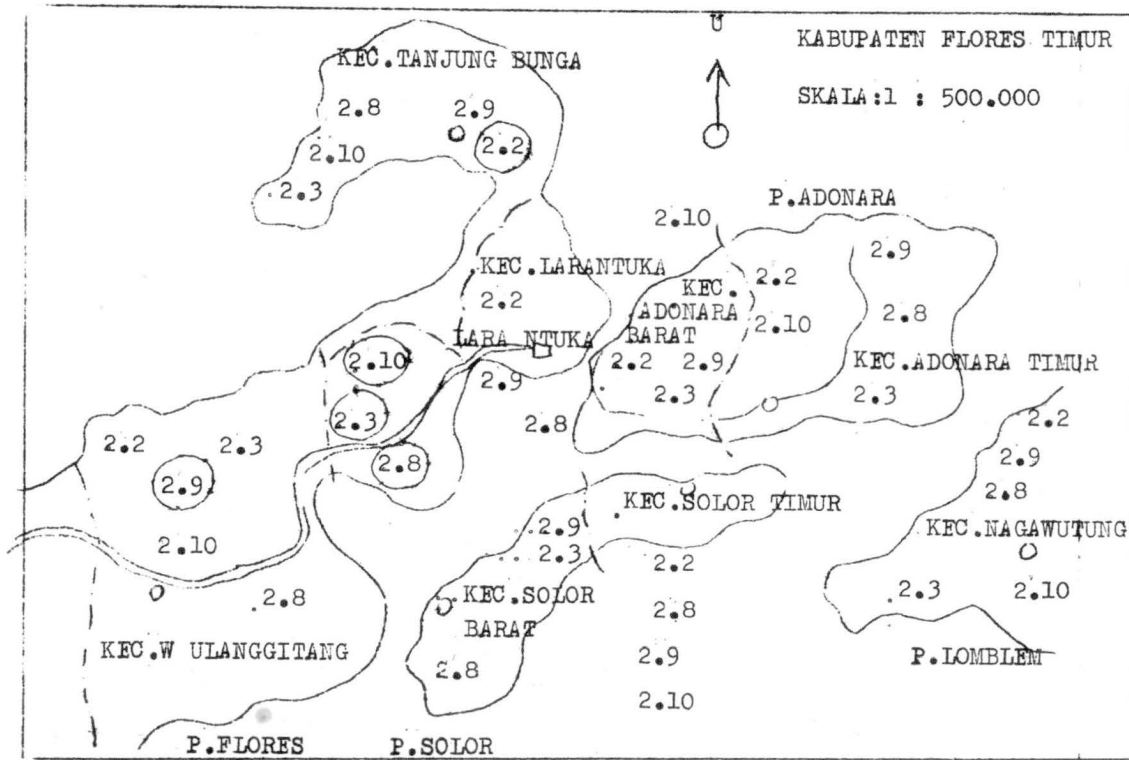 U
KABUPATEN FLORES TIMUR
SKALA:1 : 500.000
KEC.TANJUNG BUNGA
2.8 2.9
2.2
2.10
2.3
P.ADONARA
2.10
2.9
KEC.LARANTUKA
2.2
KEC.
ADONARA
BARAT
2.2
2.10
2.8
LARA NTUKA
2.10
2.9
2.2 2.9
2.3
KEC.ADONARA TIMUR
2.3
2.3
2.8
2.8
2.2 2.3
2.9
2.10
2.2
2.9
2.8
KEC.NAGAWUTUNG
2.3 2.10
P.LOMBLEM
KEC.SOLOR TIMUR
2.9
2.3
2.2
2.8
2.9
2.10
KEC.SOLOR
BARAT
2.8
2.8
KEC.W ULANGGITANG
P.FLORES P.SOLOR